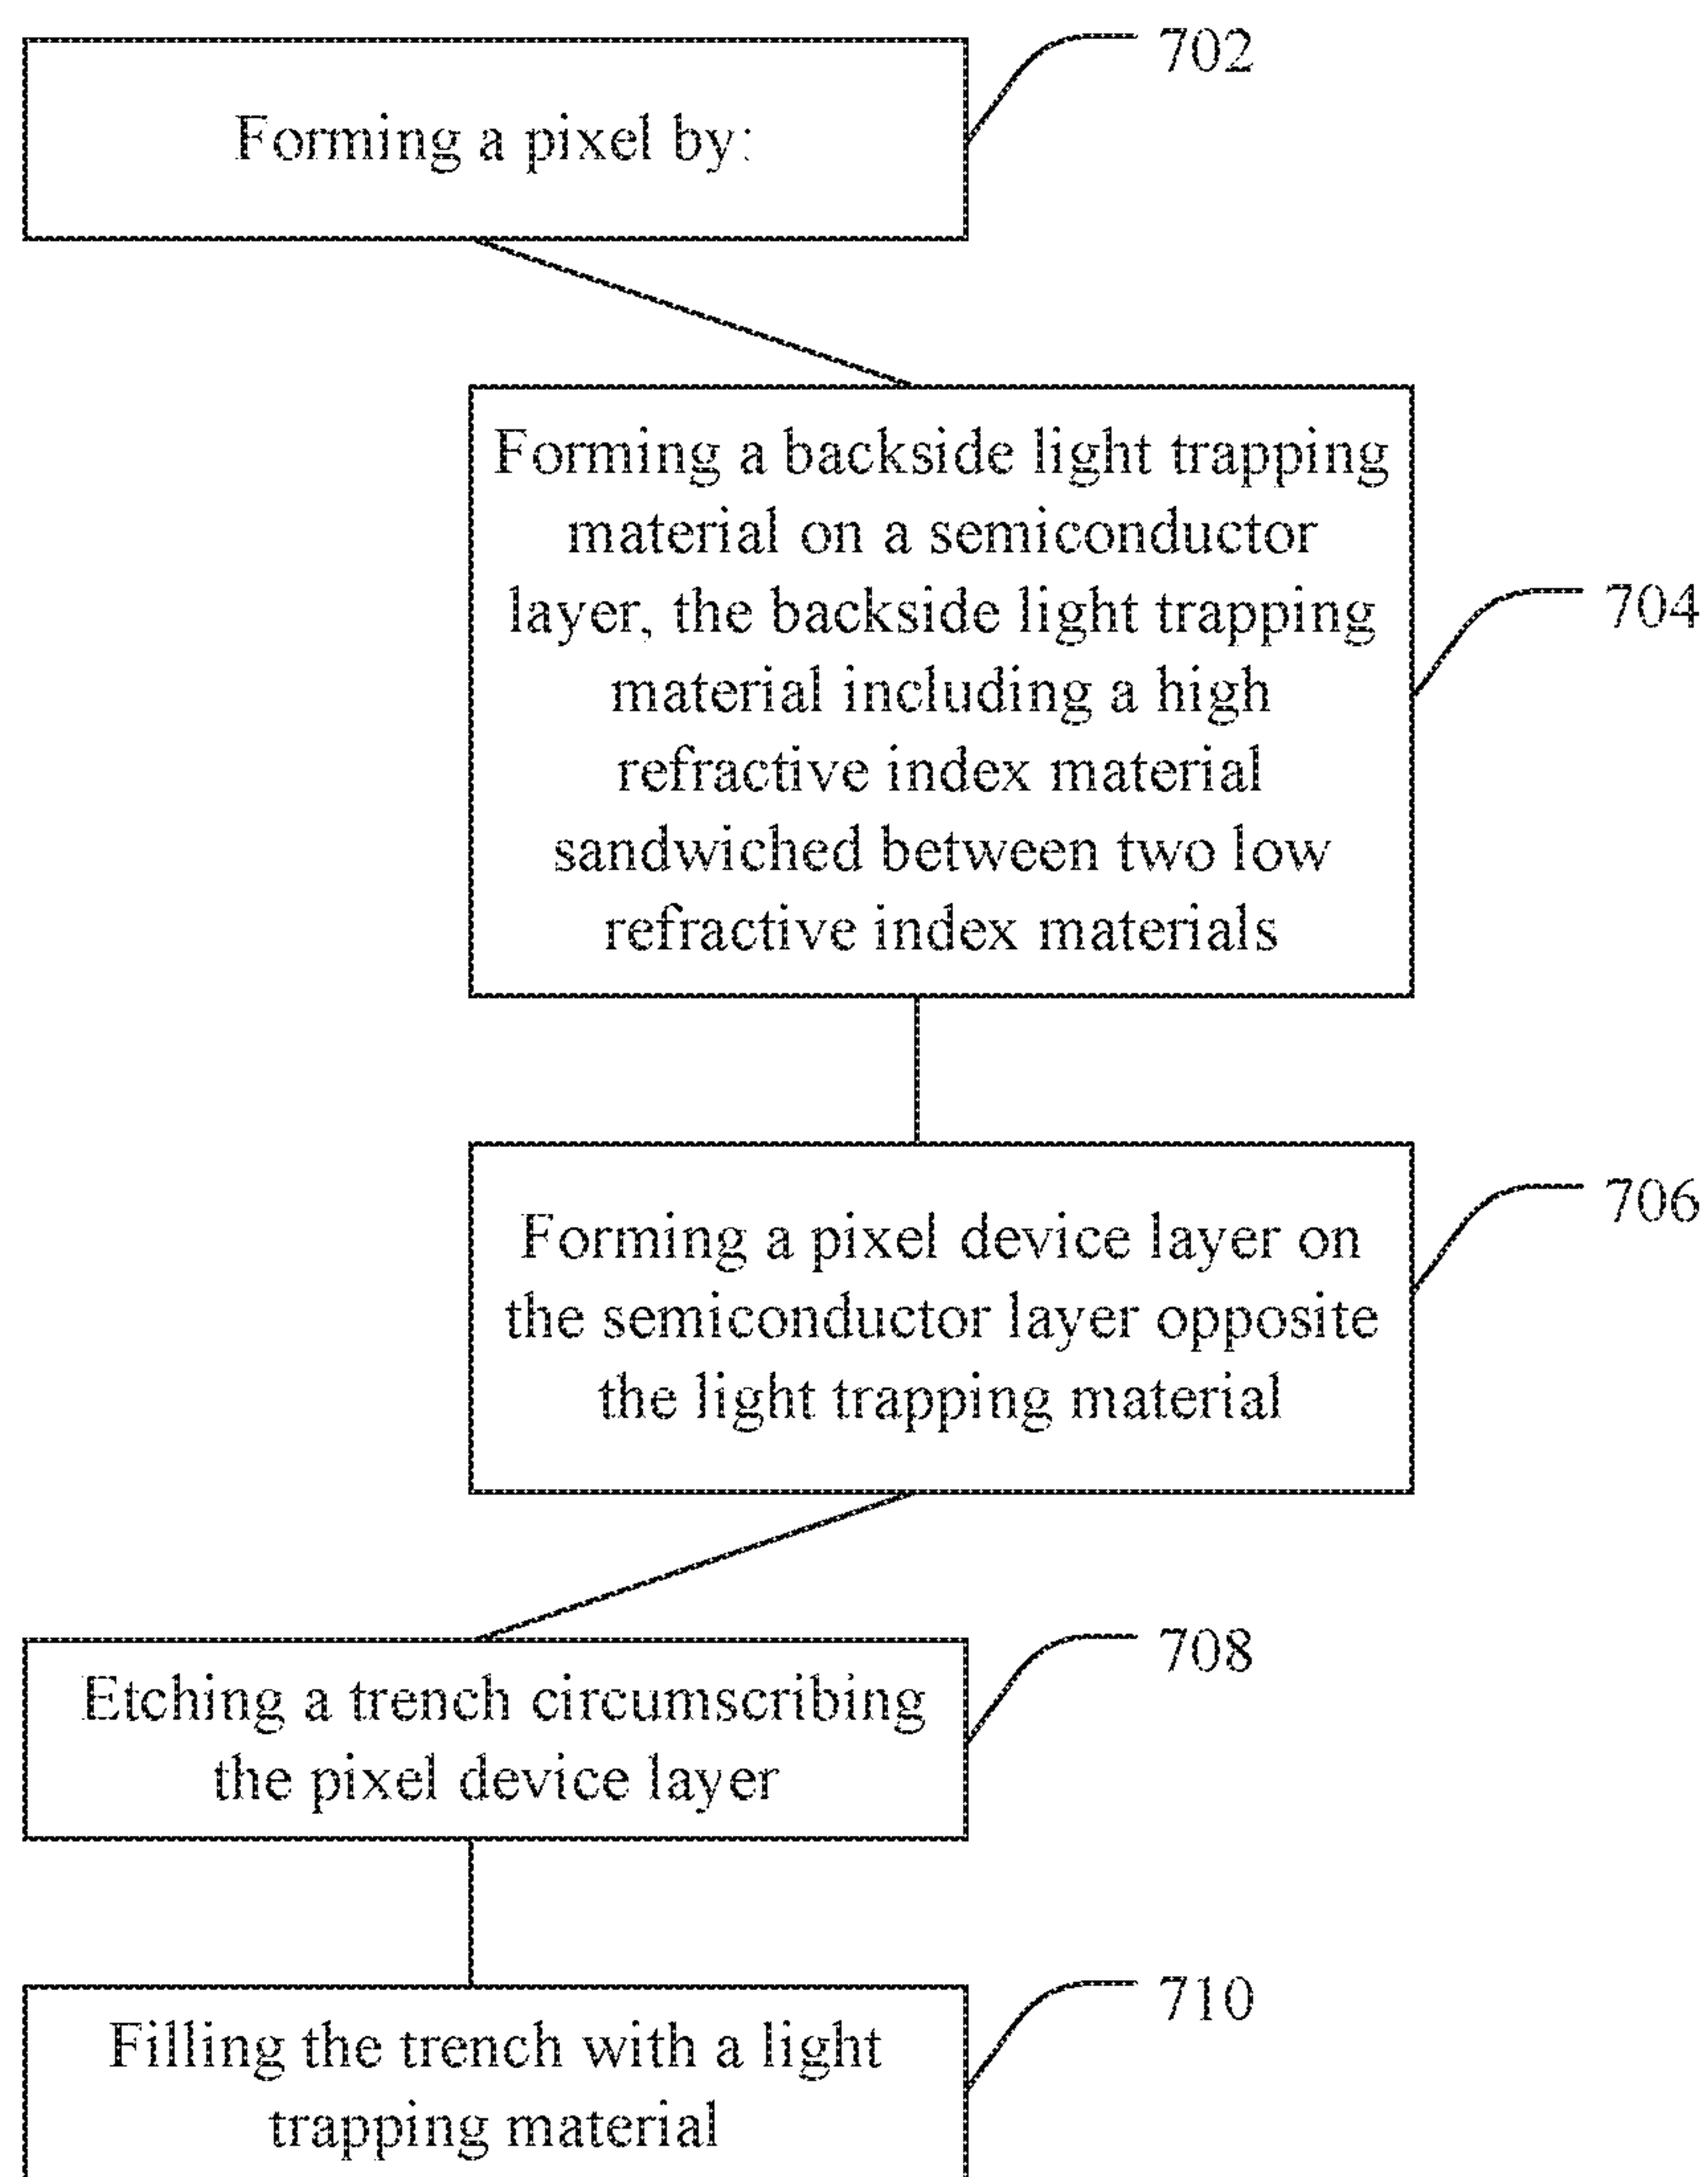 702
Forming a pixel by:
Forming a backside light trapping
material on a semiconductor
layer, the backside light trapping
material including a high
refractive index material
sandwiched between two low
refractive index materials
704
Forming a pixel device layer on
the semiconductor layer opposite
the light trapping material
706
Etching a trench circumscribing
the pixel device layer
708
Filling the trench with a light
trapping material
710